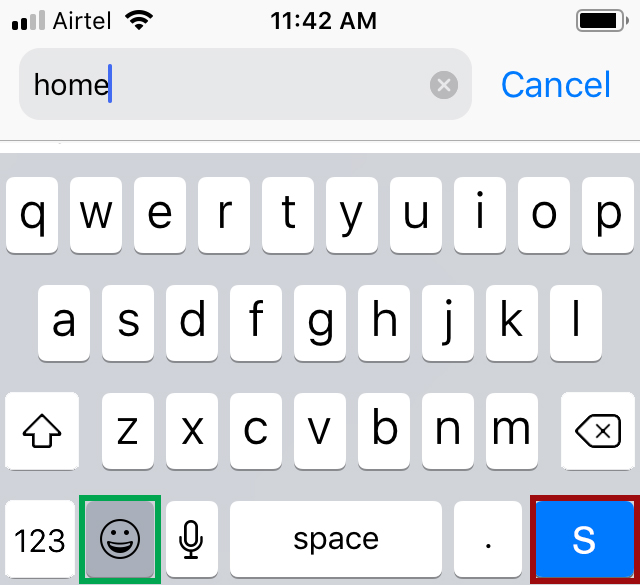 Airtel 11:42 AM
home Cancel
q w e r t y u i o p
a s d f g h j k l
z x c v b n m
123 space . S